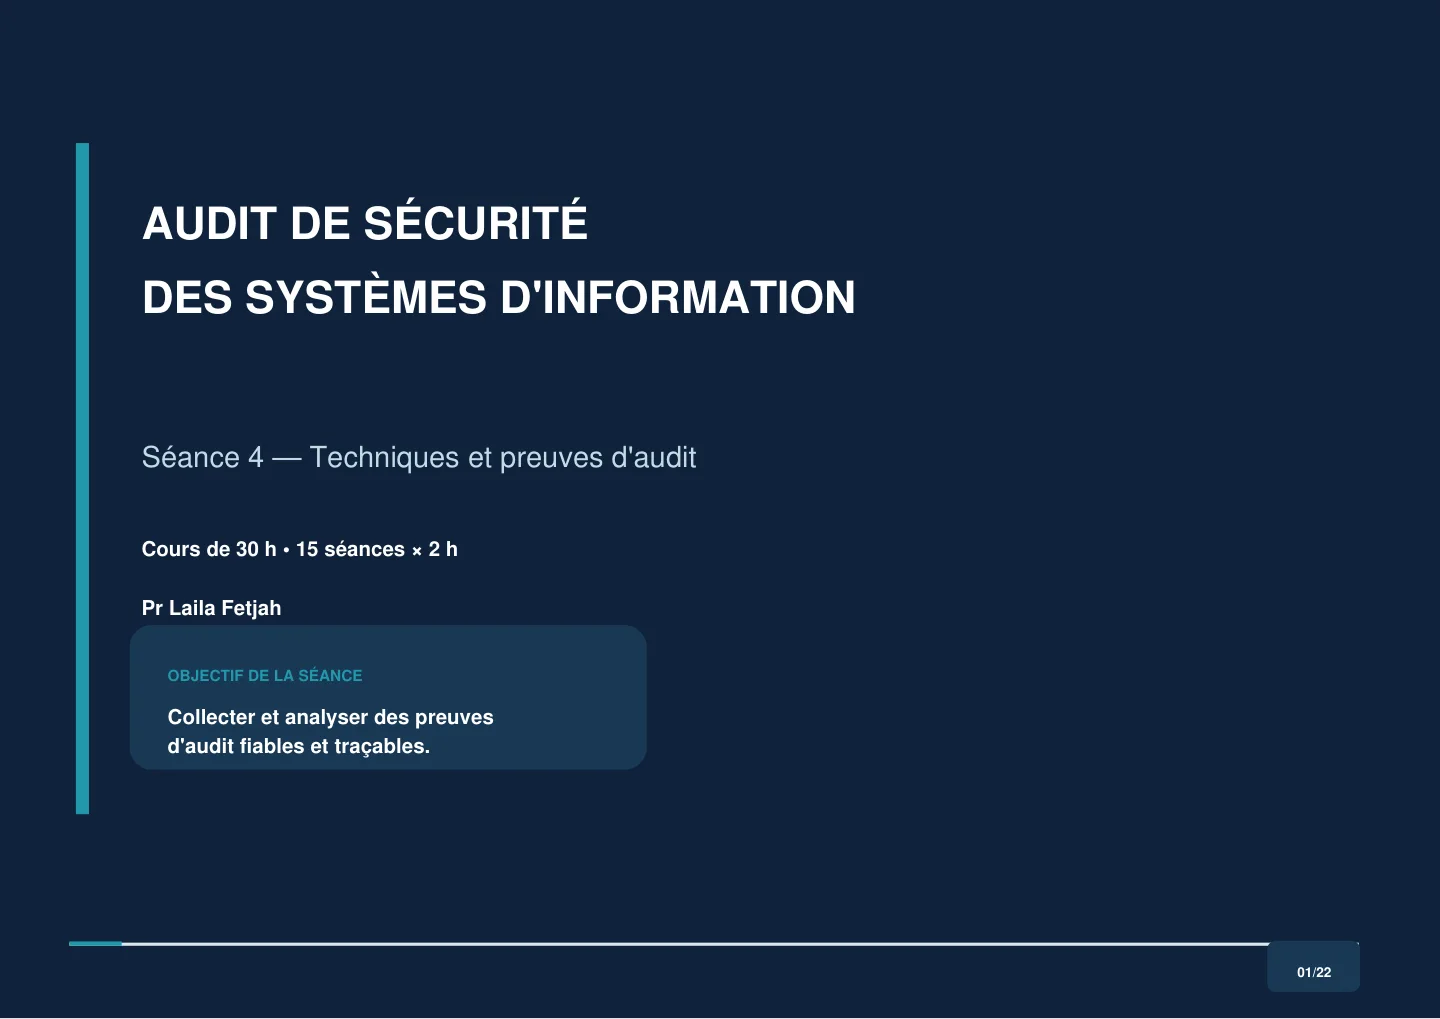 AUDIT DE SÉCURITÉ
DES SYSTÈMES D'INFORMATION
Séance 4 — Techniques et preuves d'audit
Cours de 30 h • 15 séances × 2 h
Pr Laila Fetjah
OBJECTIF DE LA SÉANCE
Collecter et analyser des preuves
d'audit fiables et traçables.
01/22